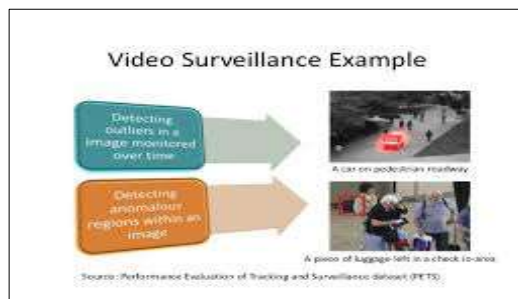 Video Surveillance Example
Detecting
outliers in a
image monitored
over time
A car on pedestrian roadway
Detecting
anomalous
regions within an
image
A piece of luggage left in a check in-area
Source: Performance Evaluation of Tracking and Surveillance dataset (PETS)